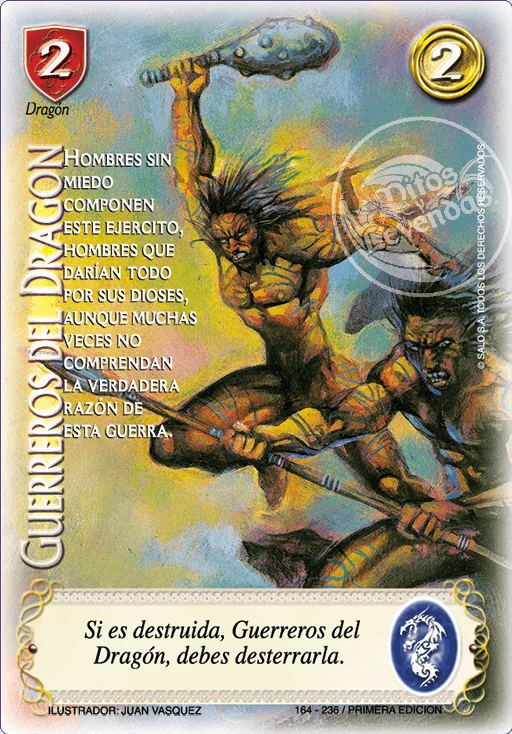 2
Dragón
2
GUERREROS DEL DRAGON
HOMBRES SIN
MIEDO
COMPONEN
ESTE EJERCITO,
HOMBRES QUE
DARÍAN TODO
POR SUS DIOSES,
AUNQUE MUCHAS
VECES NO
COMPRENDAN
LA VERDADERA
RAZÓN DE
ESTA GUERRA.
Mitos
Leyendas
© SALO S.A. TODOS LOS DERECHOS RESERVADOS
Si es destruida, Guerreros del
Dragón, debes desterrarla.
ILUSTRADOR: JUAN VASQUEZ
164 - 236 / PRIMERA EDICION